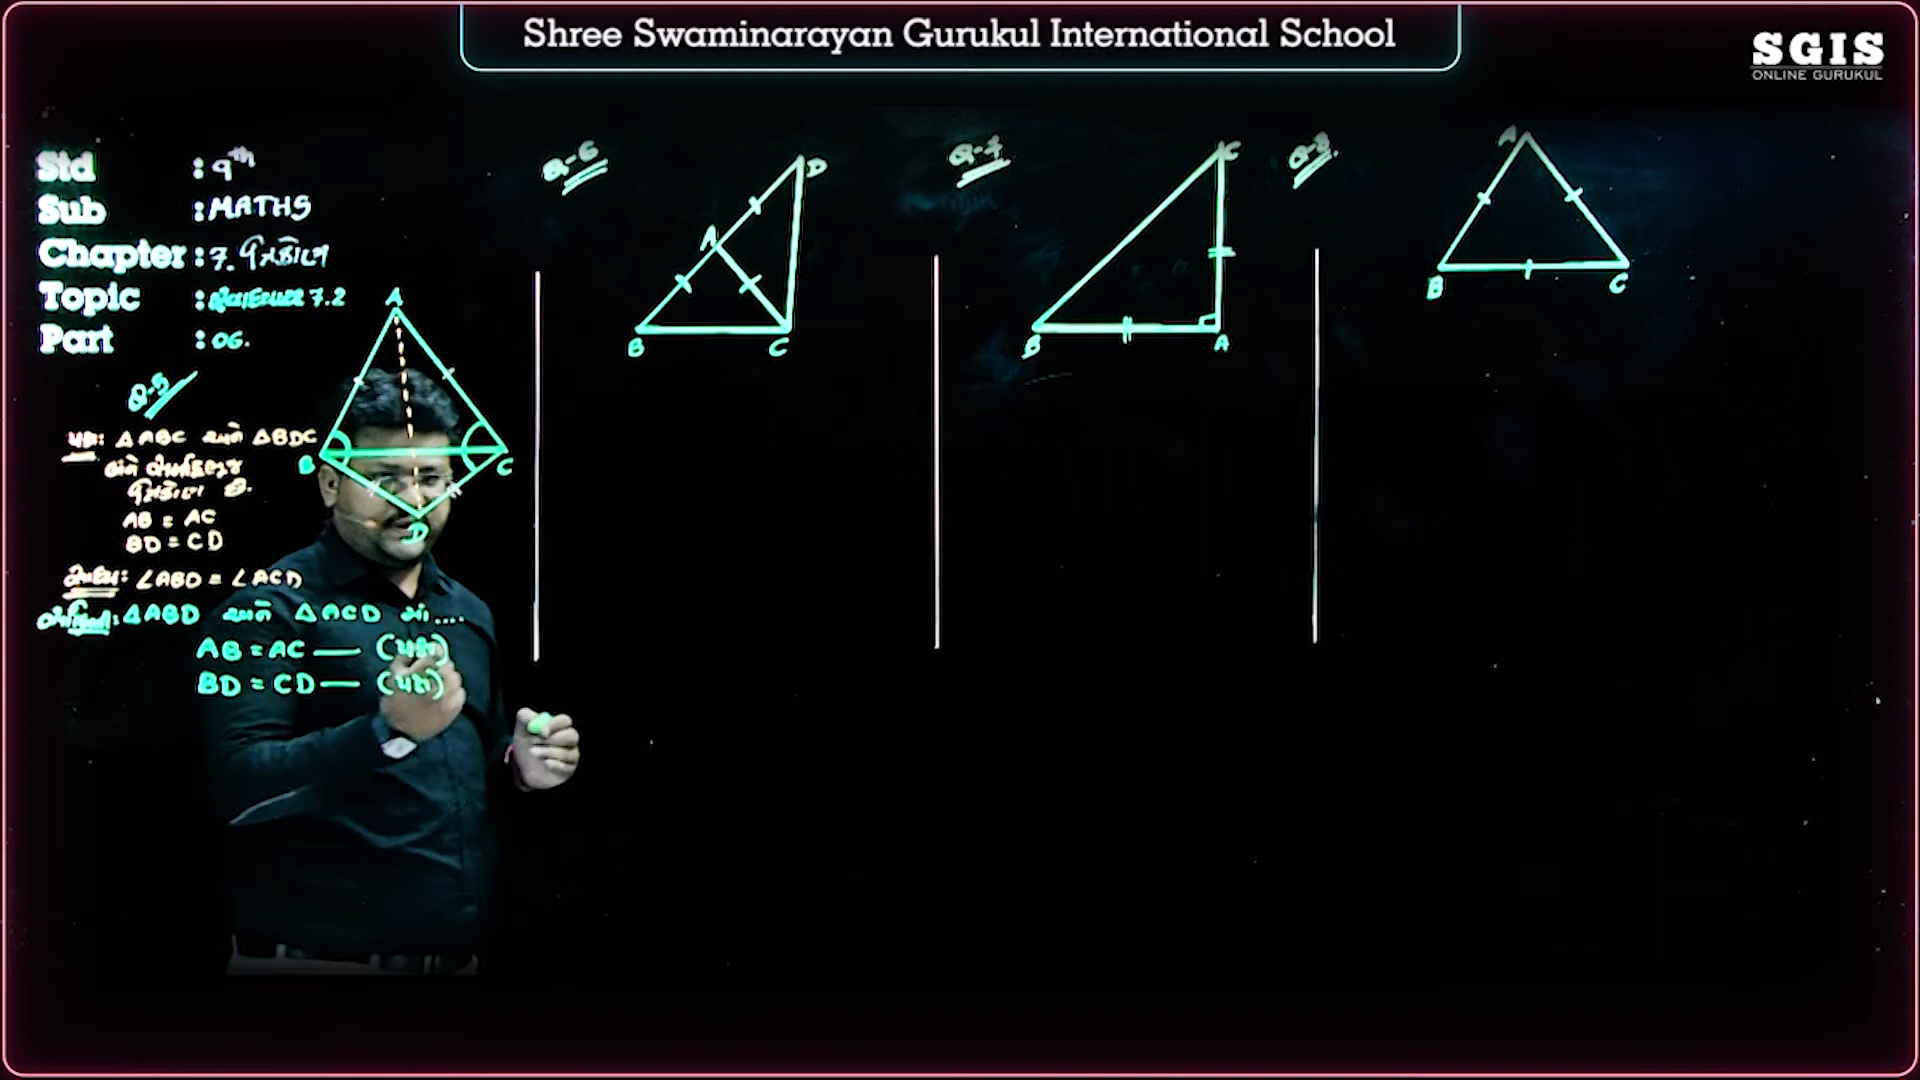 Shree Swaminarayan Gurukul International School
SGIS
ONLINE GURUKUL
Std : 9th
Sub : MATHS
Chapter : 7. ત્રિકોણ
Topic : સ્વાધ્યાય 7.2
Part : 06.
Q-5
પક્ષ: △ABC અને △BDC
બંને સમદ્વિબાજુ
ત્રિકોણ છે.
AB = AC
BD = CD
સાધ્ય: ∠ABD = ∠ACD
સાબિતી: △ABD અને △ACD માં....
AB = AC — (પક્ષ)
BD = CD — (પક્ષ)
A
B
C
D
Q-6
D
A
B
C
Q-7
C
B
A
Q-8.
A
B
C